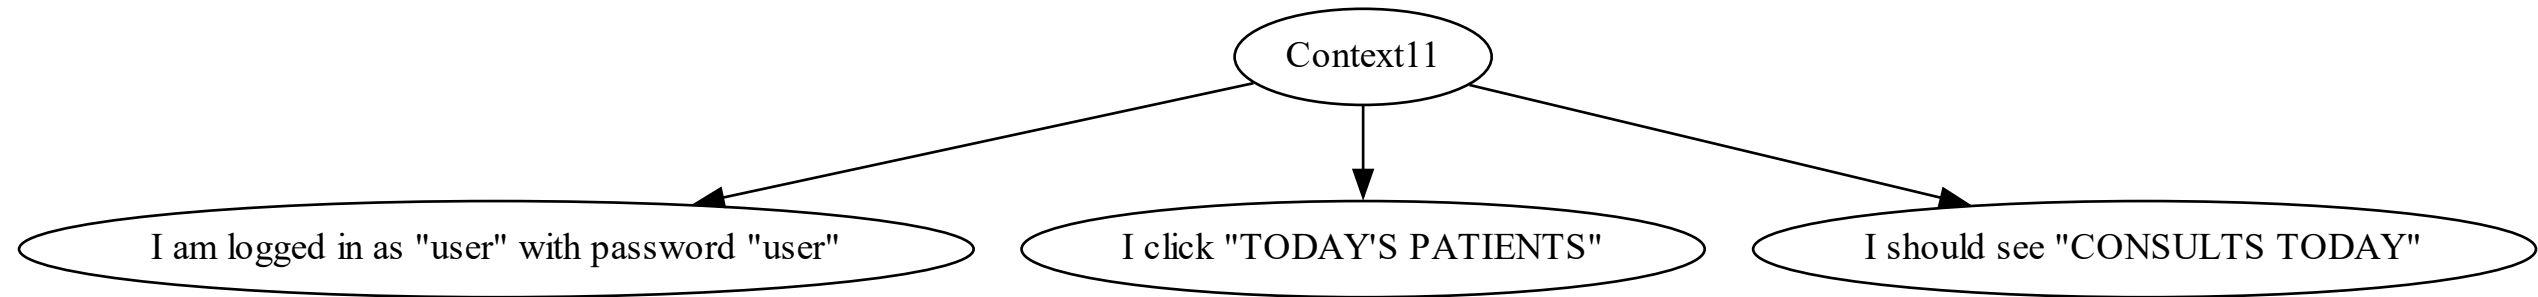 Context11
I am logged in as "user" with password "user"
I click "TODAY'S PATIENTS"
I should see "CONSULTS TODAY"